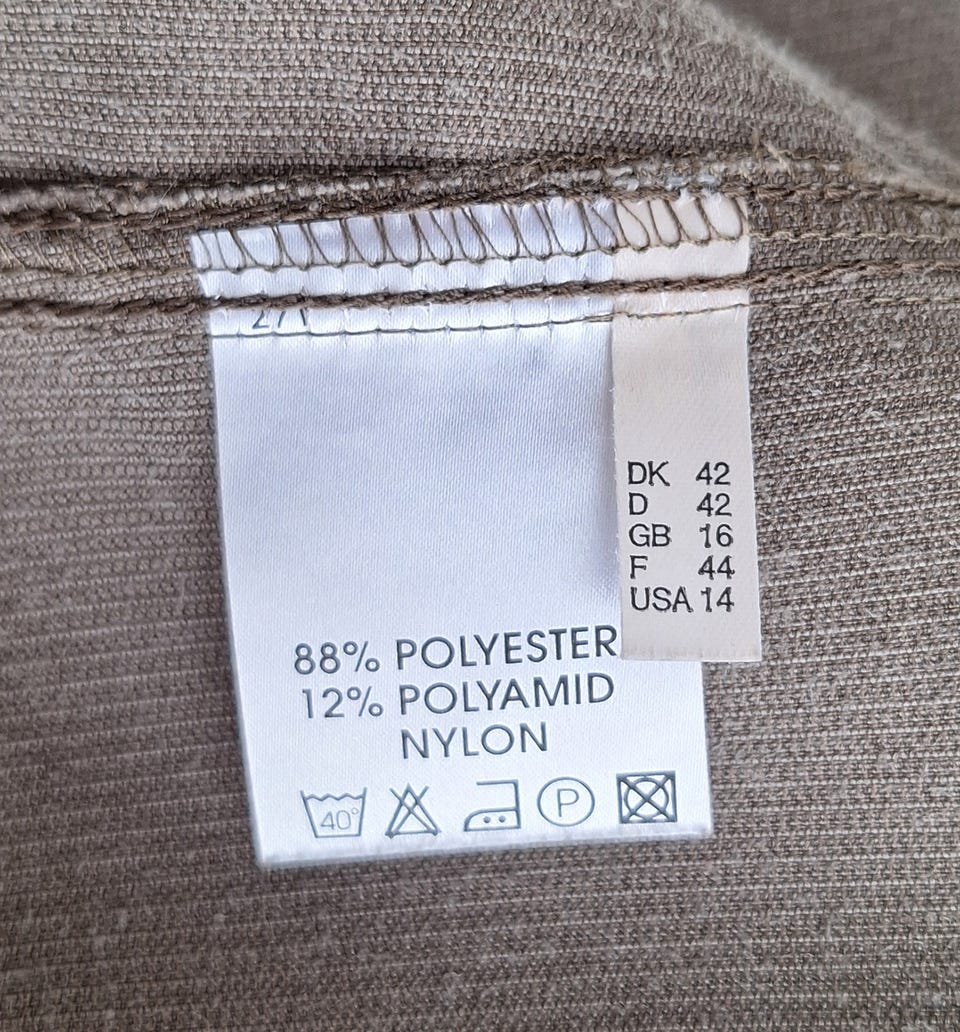 DK 42
D 42
GB 16
F 44
USA 14
88% POLYESTER
12% POLYAMID
NYLON
40°
P